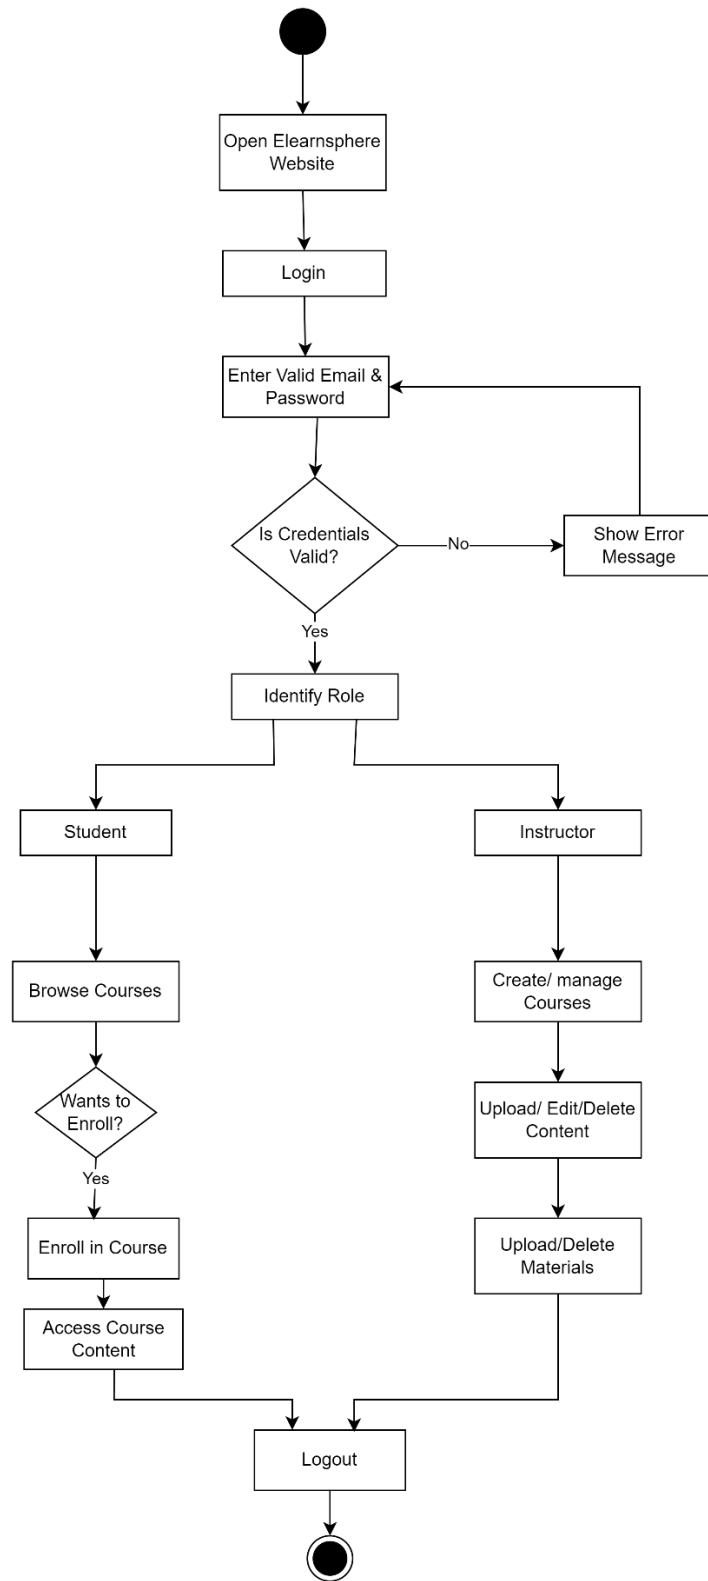 Open Elearnsphere
Website
Login
Enter Valid Email &
Password
Is Credentials
Valid?
No
Show Error
Message
Yes
Identify Role
Student
Instructor
Browse Courses
Create/ manage
Courses
Wants to
Enroll?
Upload/ Edit/Delete
Content
Yes
Enroll in Course
Upload/Delete
Materials
Access Course
Content
Logout